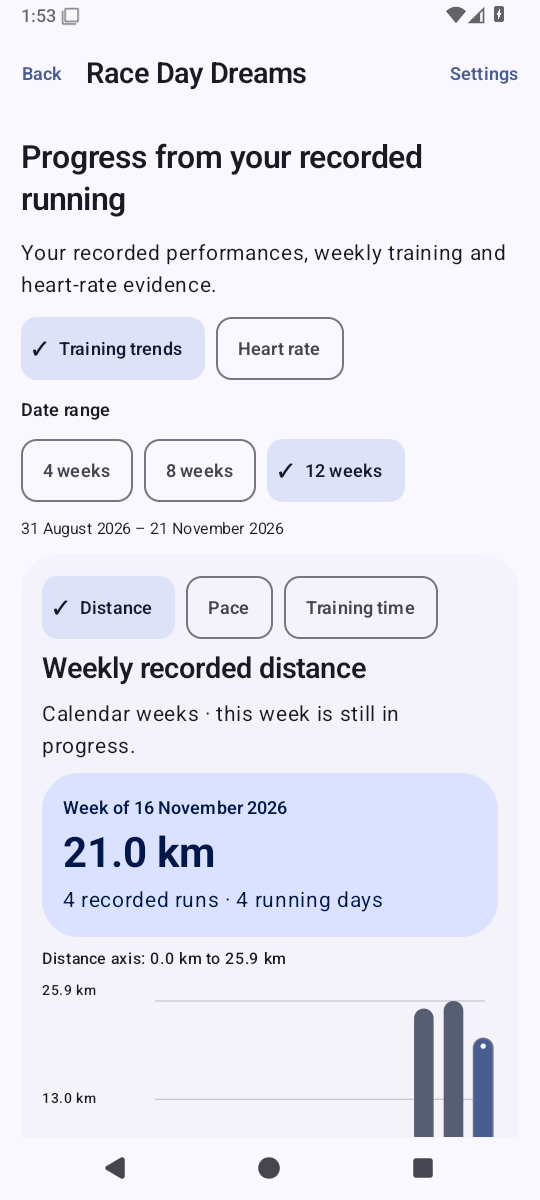 1:53
Back
Race Day Dreams
Settings
Progress from your recorded
running
Your recorded performances, weekly training and
heart-rate evidence.
✓ Training trends
Heart rate
Date range
4 weeks
8 weeks
✓ 12 weeks
31 August 2026 – 21 November 2026
✓ Distance
Pace
Training time
Weekly recorded distance
Calendar weeks · this week is still in
progress.
Week of 16 November 2026
21.0 km
4 recorded runs · 4 running days
Distance axis: 0.0 km to 25.9 km
25.9 km
13.0 km